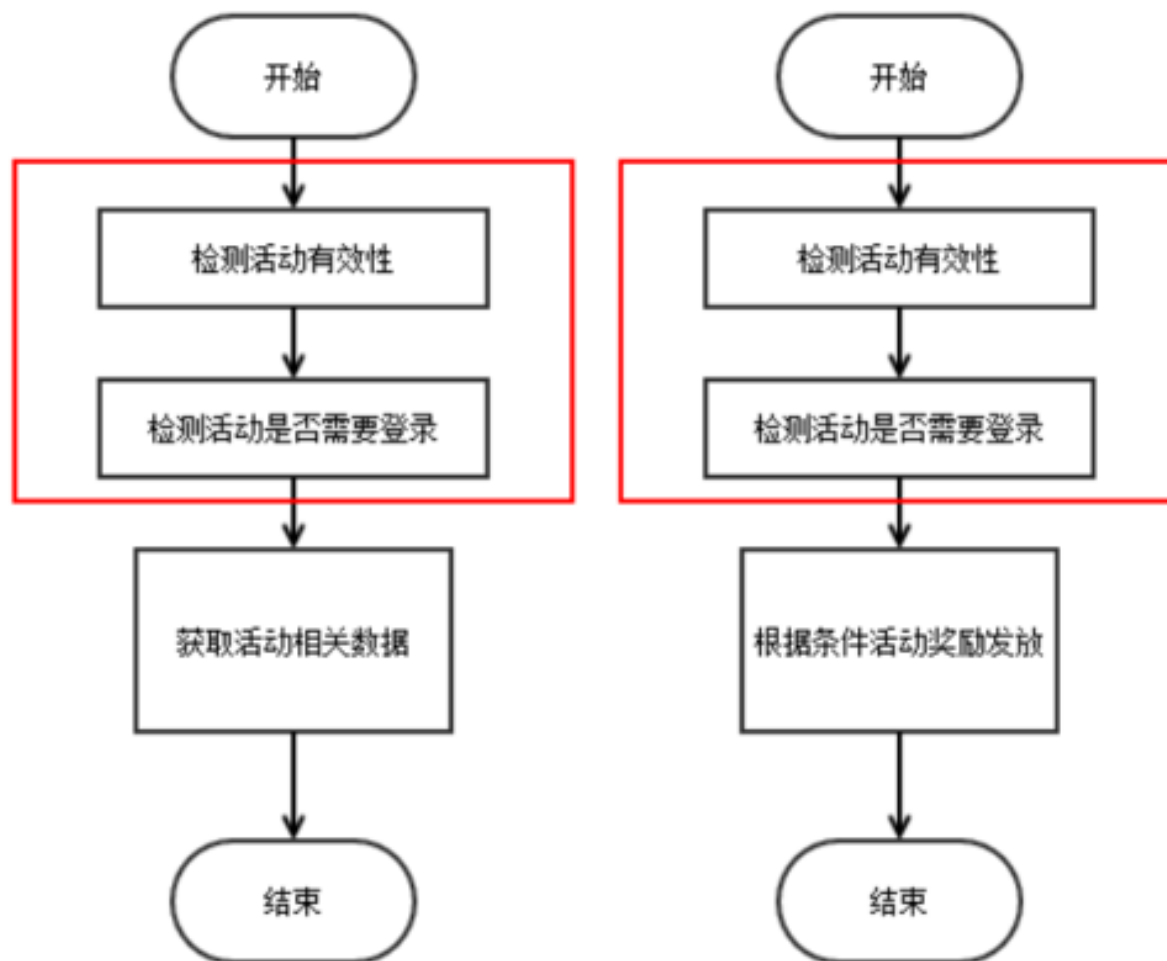 开始
检测活动有效性
检测活动是否需要登录
获取活动相关数据
结束
开始
检测活动有效性
检测活动是否需要登录
根据条件活动奖励发放
结束